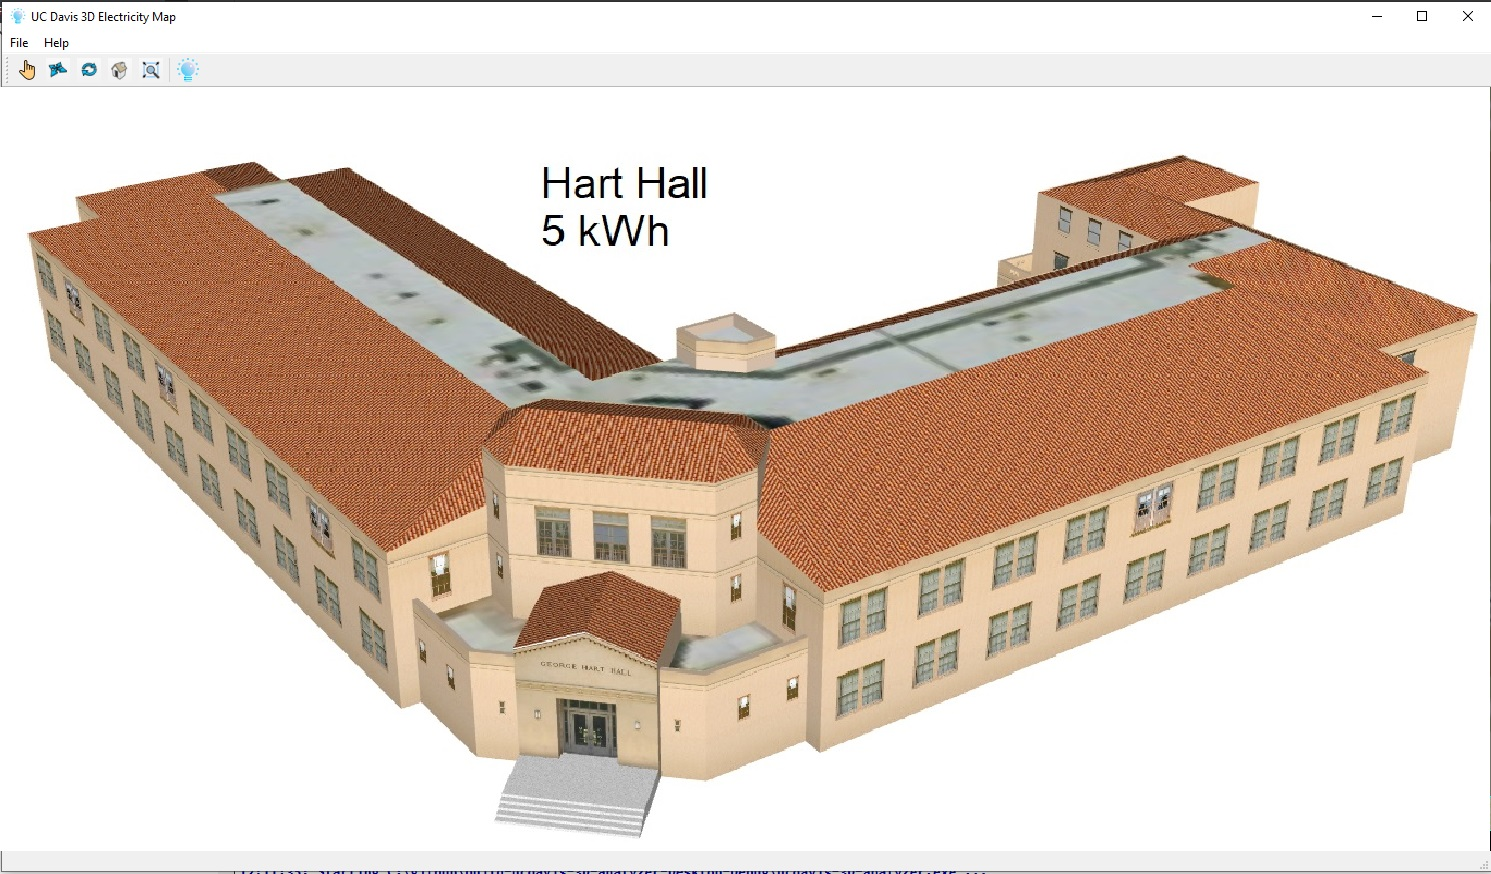 UC Davis 3D Electricity Map
File Help
Hart Hall
5 kWh
GEORGE HART HALL